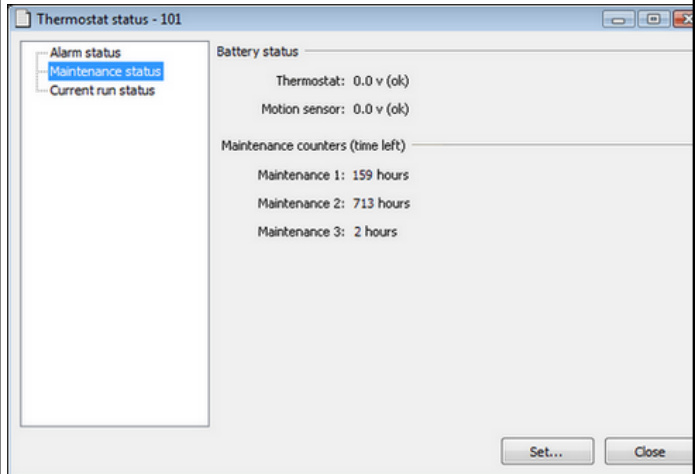 Thermostat status - 101
Alarm status
Maintenance status
Current run status
Battery status
Thermostat: 0.0 v (ok)
Motion sensor: 0.0 v (ok)
Maintenance counters (time left)
Maintenance 1: 159 hours
Maintenance 2: 713 hours
Maintenance 3: 2 hours
Set...
Close